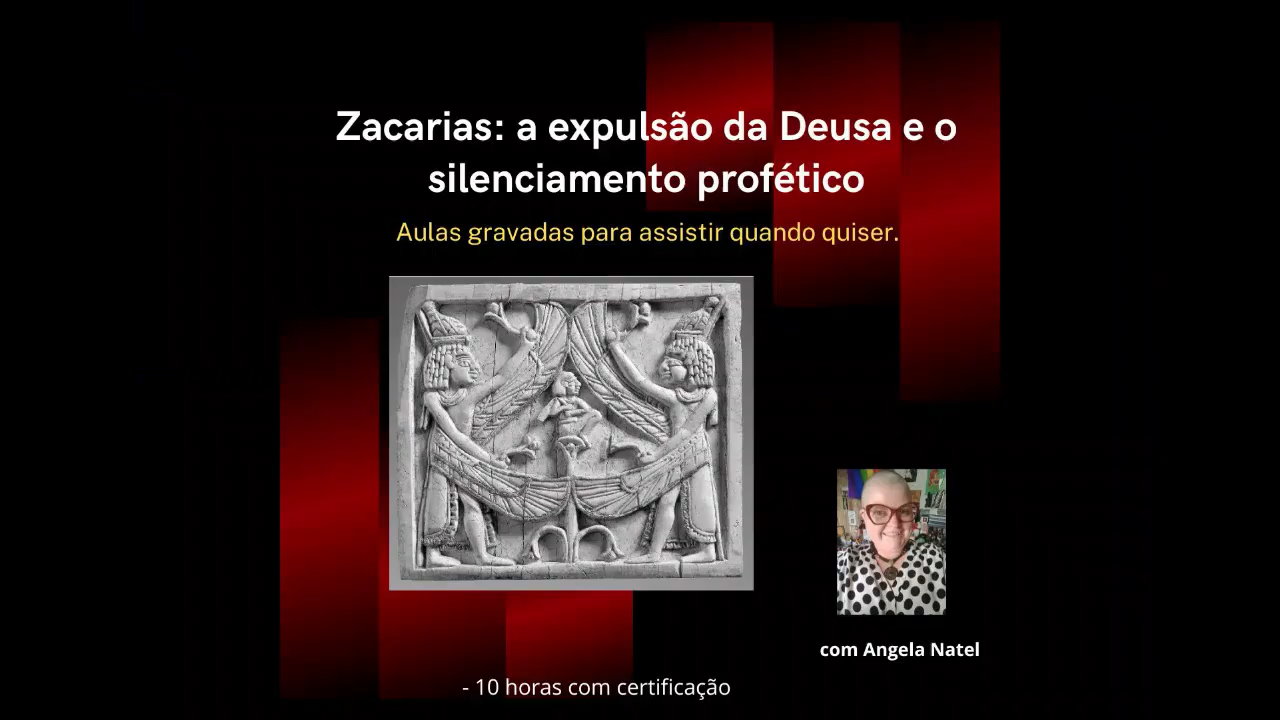 Zacarias: a expulsão da Deusa e o
silenciamento profético
Aulas gravadas para assistir quando quiser.
com Angela Natel
- 10 horas com certificação